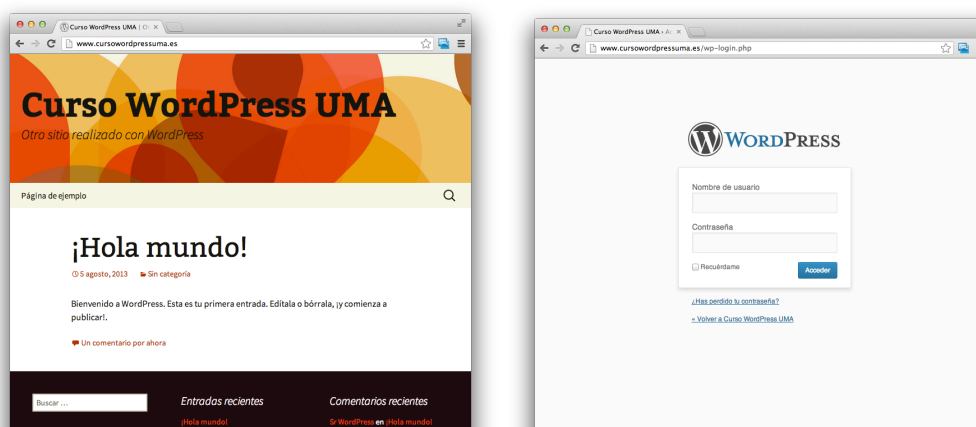 Curso WordPress UMA | O
www.cursowordpressuma.es
Curso WordPress UMA
Otro sitio realizado con WordPress
Página de ejemplo
¡Hola mundo!
5 agosto, 2013 Sin categoría
Bienvenido a WordPress. Esta es tu primera entrada. Edítala o bórrala, ¡y comienza a
publicar!.
Un comentario por ahora
Buscar ...
Entradas recientes
Comentarios recientes
¡Hola mundo!
Sr WordPress en ¡Hola mundo!
Curso WordPress UMA › Ac
www.cursowordpressuma.es/wp-login.php
WORDPRESS
Nombre de usuario
Contraseña
Recuérdame
Acceder
¿Has perdido tu contraseña?
« Volver a Curso WordPress UMA